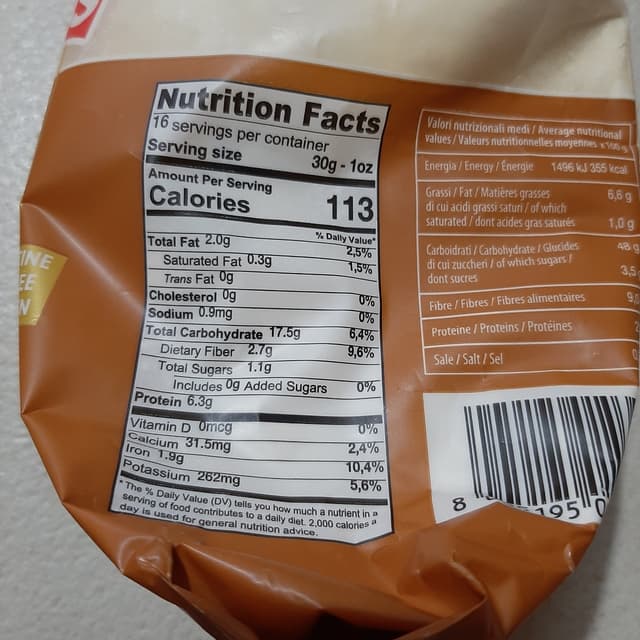 Nutrition Facts
16 servings per container
Serving size 30g - 1oz
Amount Per Serving
Calories 113
% Daily Value*
Total Fat 2.0g 2,5%
Saturated Fat 0.3g 1,5%
Trans Fat 0g
Cholesterol 0g 0%
Sodium 0.9mg 0%
Total Carbohydrate 17.5g 6,4%
Dietary Fiber 2.7g 9,6%
Total Sugars 1.1g
Includes 0g Added Sugars 0%
Protein 6.3g
Vitamin D 0mcg 0%
Calcium 31.5mg 2,4%
Iron 1.9g 10,4%
Potassium 262mg 5,6%
* The % Daily Value (DV) tells you how much a nutrient in a
serving of food contributes to a daily diet. 2,000 calories a
day is used for general nutrition advice.
Valori nutrizionali medi / Average nutritional
values / Valeurs nutritionnelles moyennes x 100 g
Energia / Energy / Énergie 1496 kJ 355 kcal
Grassi / Fat / Matières grasses 6,6 g
di cui acidi grassi saturi / of which
saturated / dont acides gras saturés 1,0 g
Carboidrati / Carbohydrate / Glucides 48 g
di cui zuccheri / of which sugars /
dont sucres 3,5
Fibre / Fibres / Fibres alimentaires 9,
Proteine / Proteins / Protéines
Sale / Salt / Sel
8 195 0
INE
EE
N